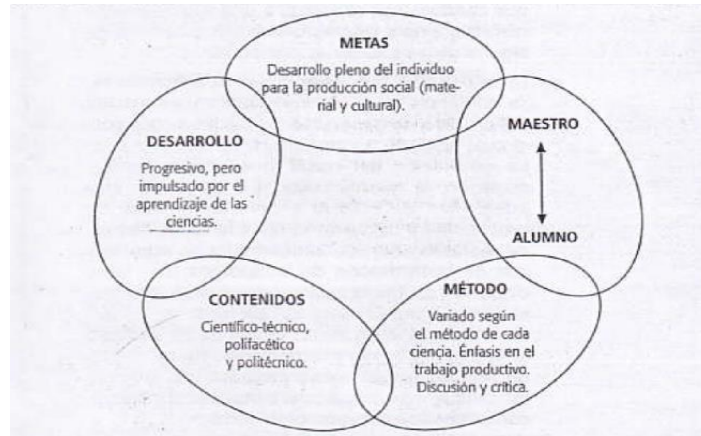 METAS
Desarrollo pleno del individuo
para la producción social (mate-
rial y cultural).
DESARROLLO
Progresivo, pero
impulsado por el
aprendizaje de las
ciencias.
MAESTRO
ALUMNO
CONTENIDOS
Científico-técnico,
polifacético
y politécnico.
MÉTODO
Variado según
el método de cada
ciencia. Énfasis en el
trabajo productivo.
Discusión y crítica.